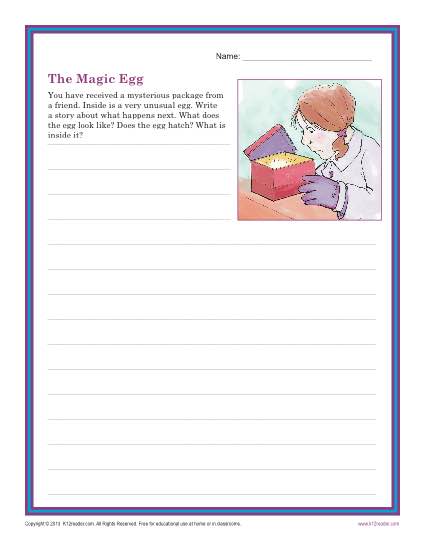 Name:
The Magic Egg
You have received a mysterious package from
a friend. Inside is a very unusual egg. Write
a story about what happens next. What does
the egg look like? Does the egg hatch? What is
inside it?
Copyright © 2013 K12reader.com. All Rights Reserved. Free for educational use at home or in classrooms. www.k12reader.com